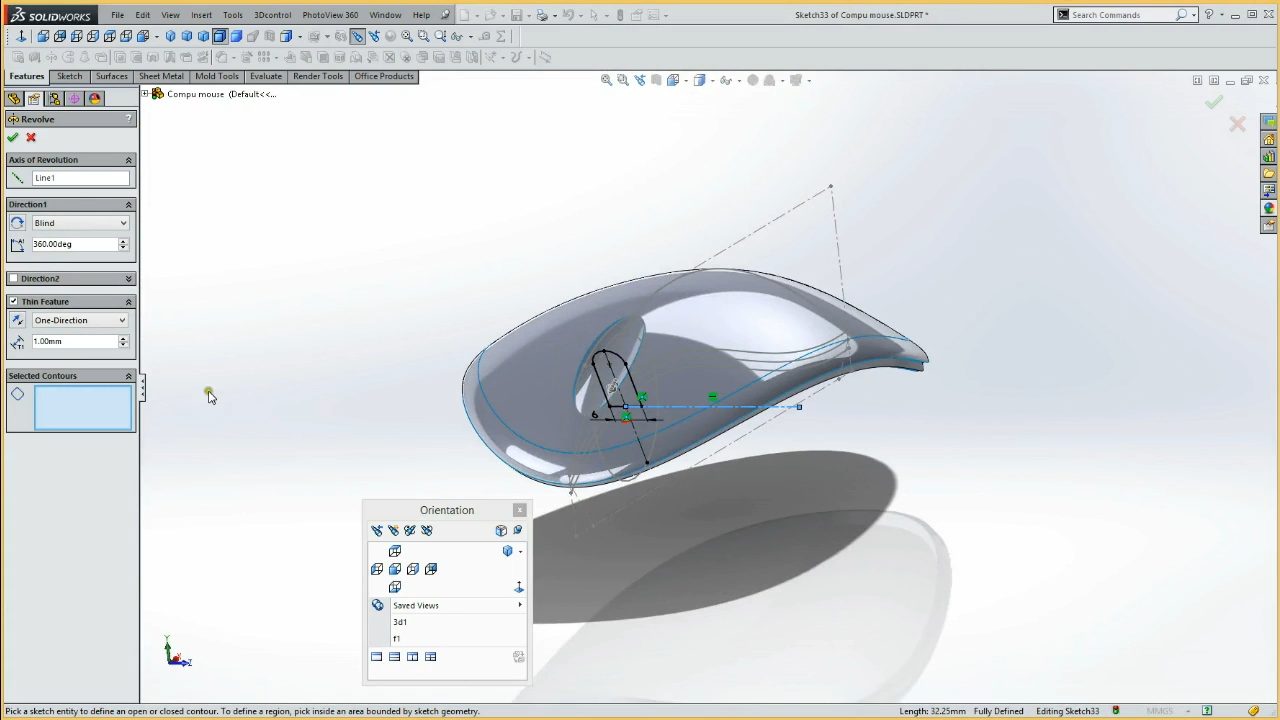 SOLIDWORKS File Edit View Insert Tools 3Dcontrol PhotoView 360 Window Help Sketch33 of Compu mouse.SLDPRT * Search Commands
Features Sketch Surfaces Sheet Metal Mold Tools Evaluate Render Tools Office Products
Compu mouse (Default<<...
Revolve ?
Axis of Revolution
Line1
Direction1
Blind
360.00deg
Direction2
Thin Feature
One-Direction
1.00mm
Selected Contours
6
Orientation
Saved Views
3d1
f1
Y
Z
Pick a sketch entity to define an open or closed contour. To define a region, pick inside an area bounded by sketch geometry. Length: 32.25mm Fully Defined Editing Sketch33 MMGS